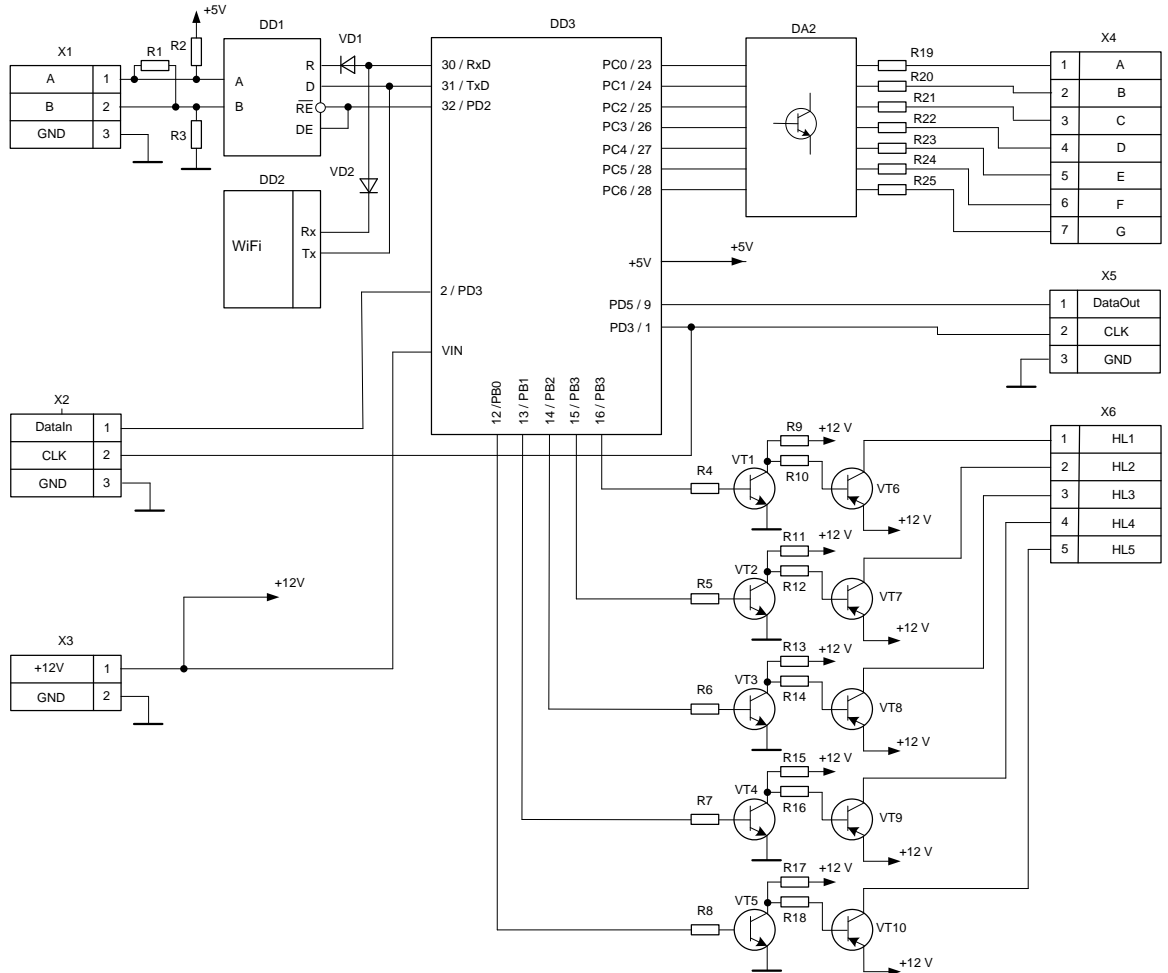 +5V
X1
R1
R2
DD1
VD1
DD3
DA2
X4
A 1
B 2
GND 3
R3
A
B
R
D
RE
DE
30 / RxD
31 / TxD
32 / PD2
PC0 / 23
PC1 / 24
PC2 / 25
PC3 / 26
PC4 / 27
PC5 / 28
PC6 / 28
R19
R20
R21
R22
R23
R24
R25
1 A
2 B
3 C
4 D
5 E
6 F
7 G
DD2
VD2
WiFi
Rx
Tx
+5V
+5V
X5
2 / PD3
PD5 / 9
PD3 / 1
1 DataOut
2 CLK
3 GND
VIN
12 /PB0
13 / PB1
14 / PB2
15 / PB3
16 / PB3
X2
DataIn 1
CLK 2
GND 3
X6
1 HL1
2 HL2
3 HL3
4 HL4
5 HL5
R9
+12 V
VT1
R4
R10
VT6
+12 V
R11
+12 V
VT2
R5
R12
VT7
+12 V
+12V
X3
+12V 1
GND 2
R13
+12 V
VT3
R6
R14
VT8
+12 V
R15
+12 V
VT4
R7
R16
VT9
+12 V
R17
+12 V
VT5
R8
R18
VT10
+12 V